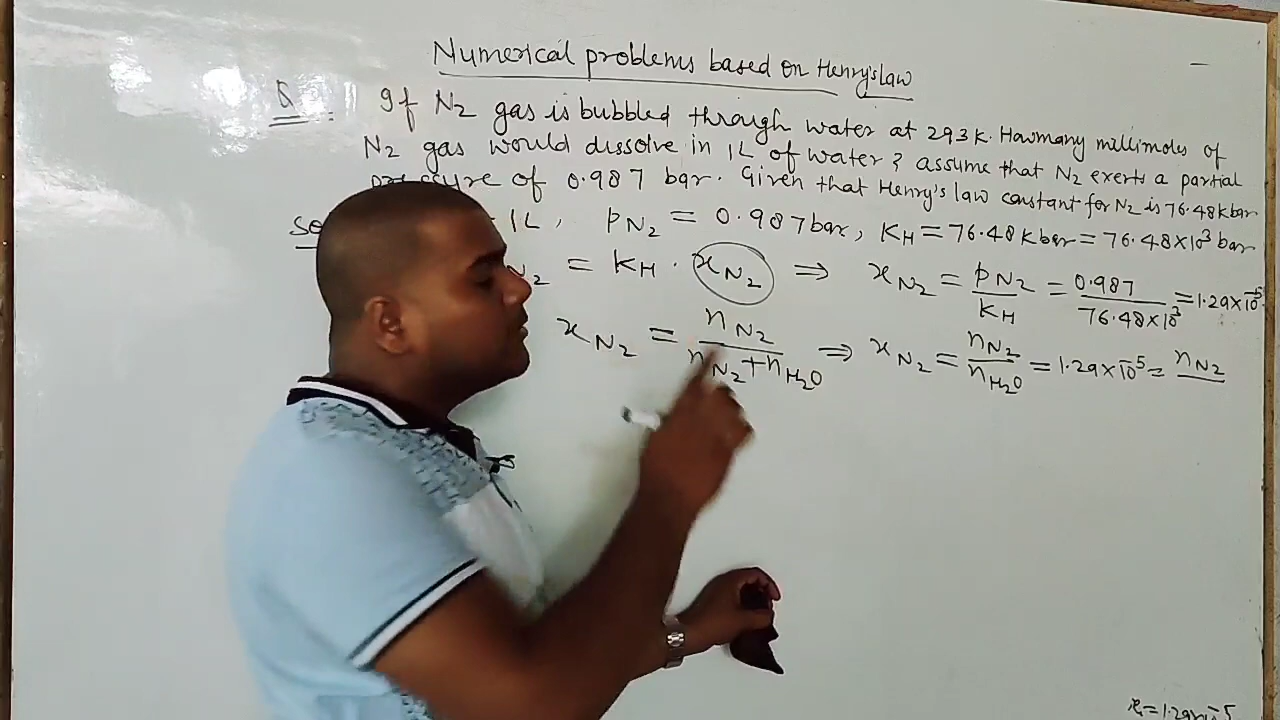 Numerical problems based on Henry's law
Q : If N2 gas is bubbled through water at 293 K. How many millimoles of
N2 gas would dissolve in 1L of water? assume that N2 exerts a partial
pressure of 0.987 bar. Given that Henry's law constant for N2 is 76.48 K bar
1L, pN2 = 0.987 bar, KH = 76.48 K bar = 76.48×10³ bar
N2 = KH . xN2 ⇒ xN2 = pN2/KH = 0.987/76.48×10³ = 1.29×10⁻⁵
xN2 = nN2/nN2+nH2O ⇒ xN2 = nN2/nH2O = 1.29×10⁻⁵ = nN2